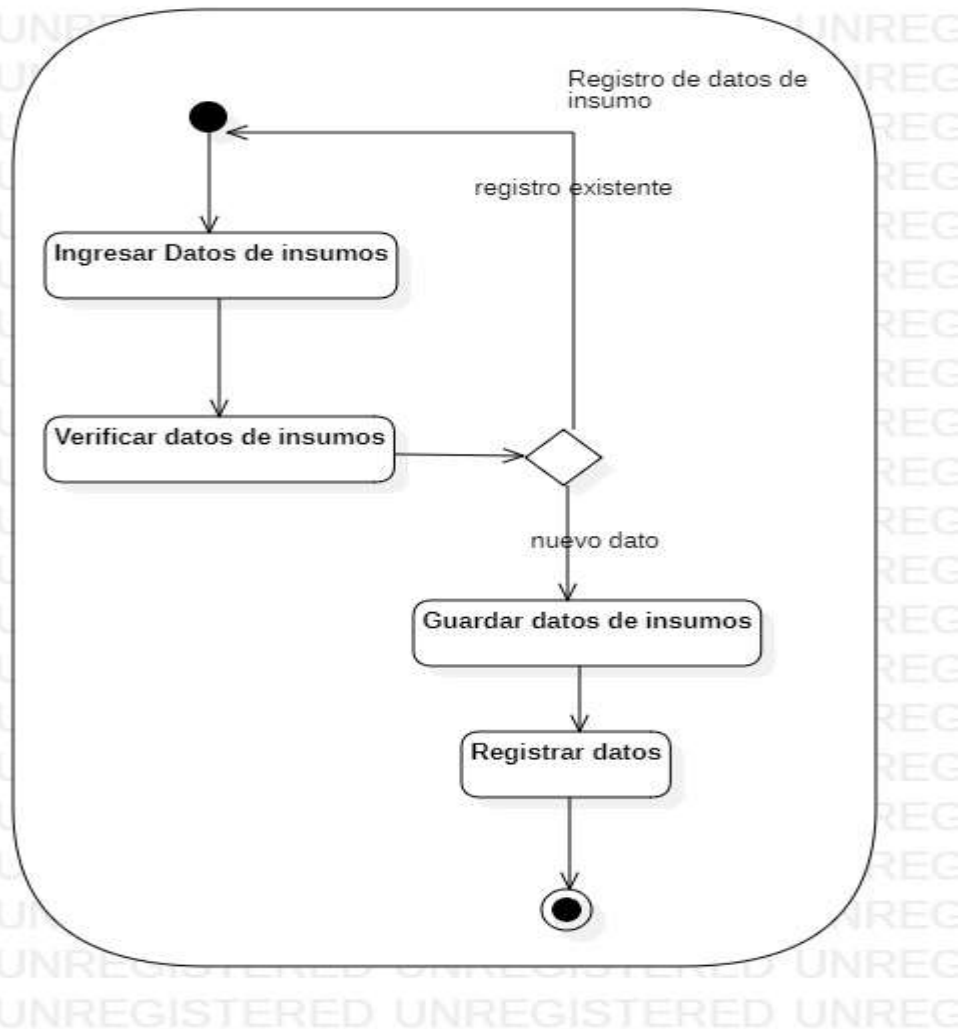 Registro de datos de
insumo
registro existente
Ingresar Datos de insumos
Verificar datos de insumos
nuevo dato
Guardar datos de insumos
Registrar datos
UNREGISTERED UNREGISTERED UNREG
UNREGISTERED UNREGISTERED UNREG